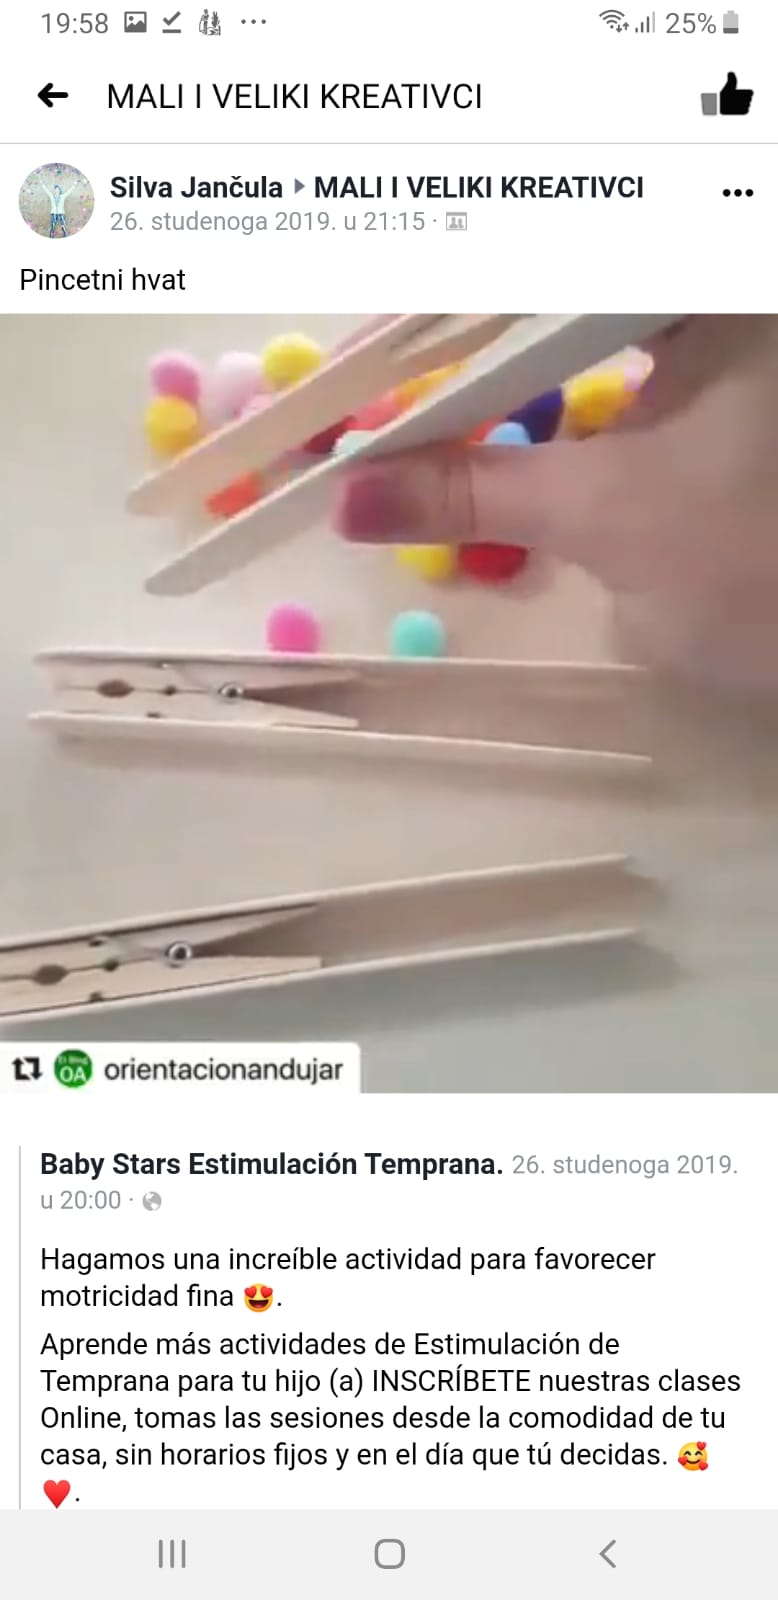 19:58 25%
MALI I VELIKI KREATIVCI
Silva Jančula MALI I VELIKI KREATIVCI
26. studenoga 2019. u 21:15 ·
Pincetni hvat
OA orientacionandujar
Baby Stars Estimulación Temprana. 26. studenoga 2019.
u 20:00 ·
Hagamos una increíble actividad para favorecer
motricidad fina 😍.
Aprende más actividades de Estimulación de
Temprana para tu hijo (a) INSCRÍBETE nuestras clases
Online, tomas las sesiones desde la comodidad de tu
casa, sin horarios fijos y en el día que tú decidas. 🥰
♥️.